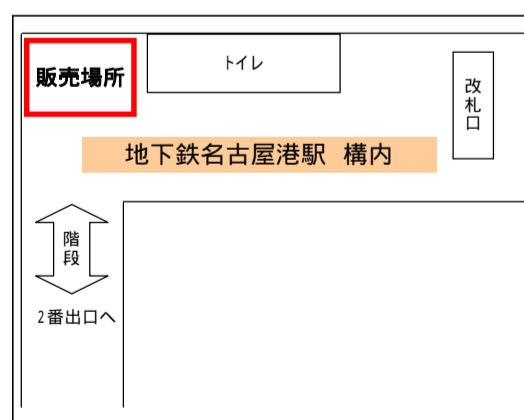 販売場所
トイレ
改札口
地下鉄名古屋港駅 構内
階段
2番出口へ